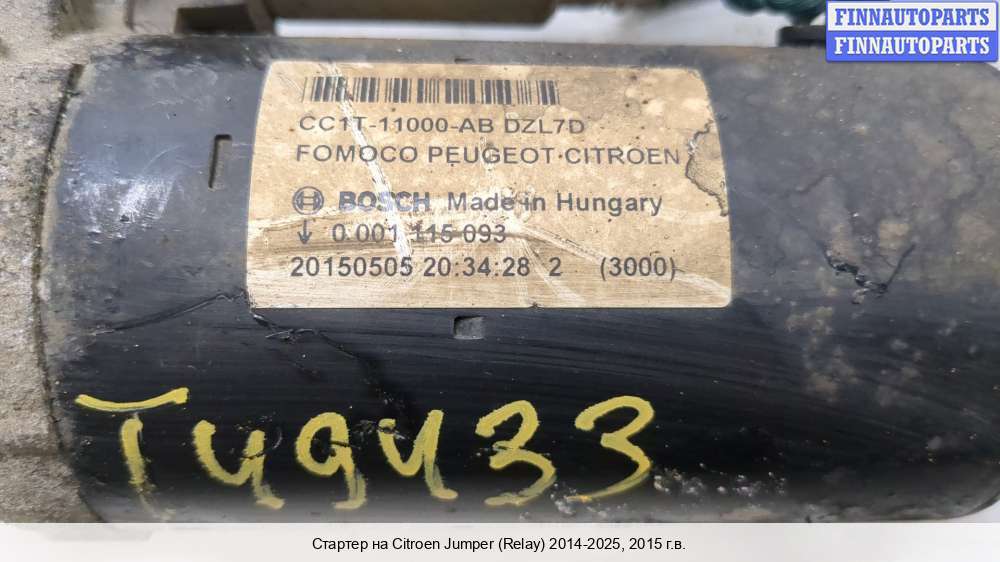 FINNAUTOPARTS
FINNAUTOPARTS
CC1T-11000-AB DZL7D
FOMOCO PEUGEOT·CITROEN
BOSCH Made in Hungary
↓ 0 001 115 093
20150505 20:34:28 2 (3000)
T49433
Стартер на Citroen Jumper (Relay) 2014-2025, 2015 г.в.